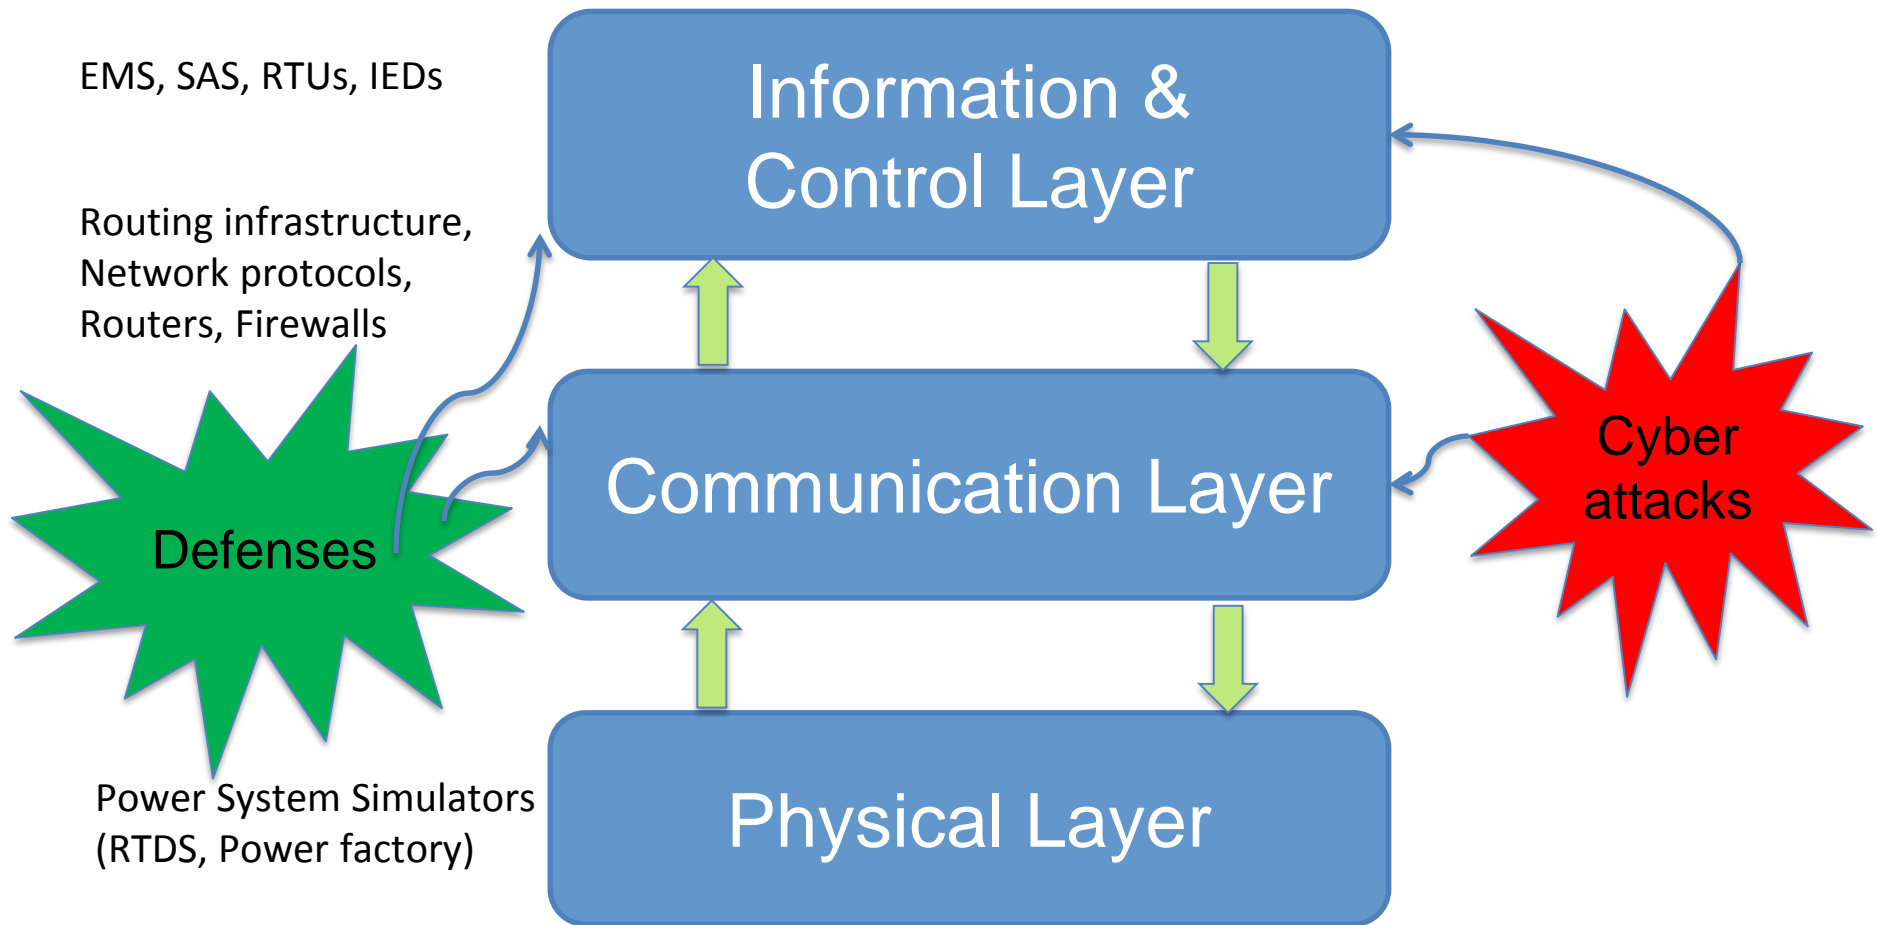 EMS, SAS, RTUs, IEDs
Information &
Control Layer
Routing infrastructure,
Network protocols,
Routers, Firewalls
Defenses
Communication Layer
Cyber
attacks
Power System Simulators
(RTDS, Power factory)
Physical Layer